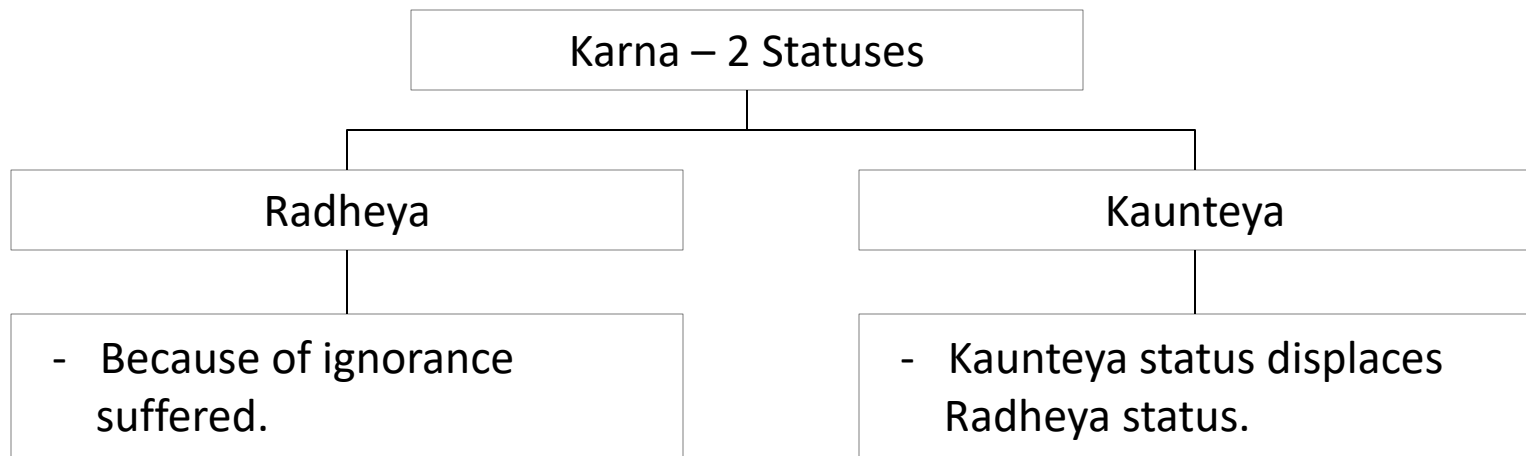 Karna – 2 Statuses
Radheya
Kaunteya
- Because of ignorance
suffered.
- Kaunteya status displaces
Radheya status.